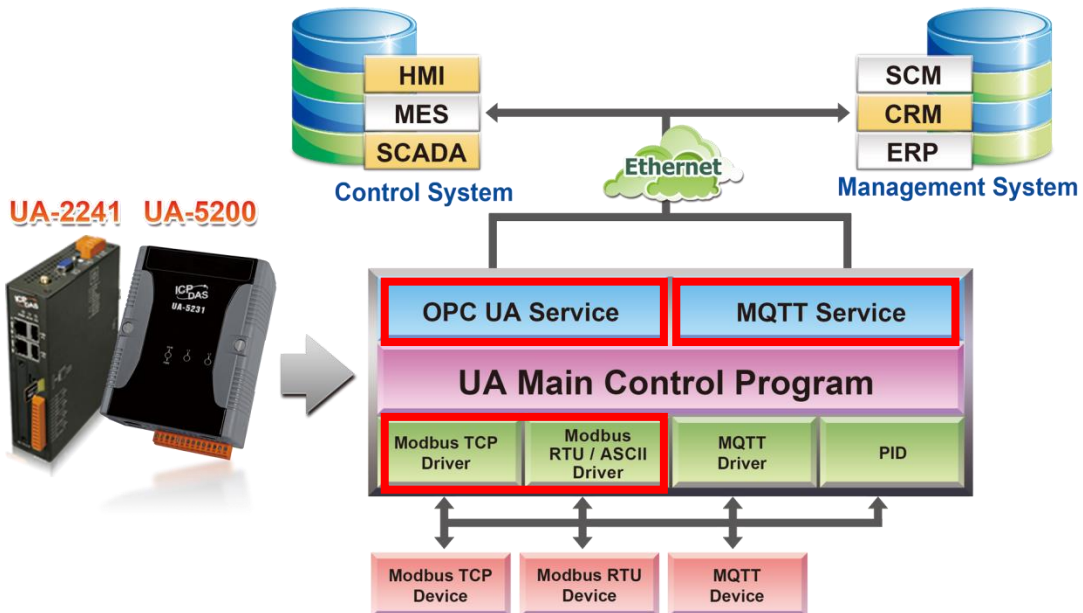 HMI
MES
SCADA
Control System
SCM
CRM
ERP
Management System
Ethernet
UA-2241 UA-5200
ICP DAS
ICP DAS
UA-5231
OPC UA Service
MQTT Service
UA Main Control Program
Modbus TCP
Driver
Modbus
RTU / ASCII
Driver
MQTT
Driver
PID
Modbus TCP
Device
Modbus RTU
Device
MQTT
Device